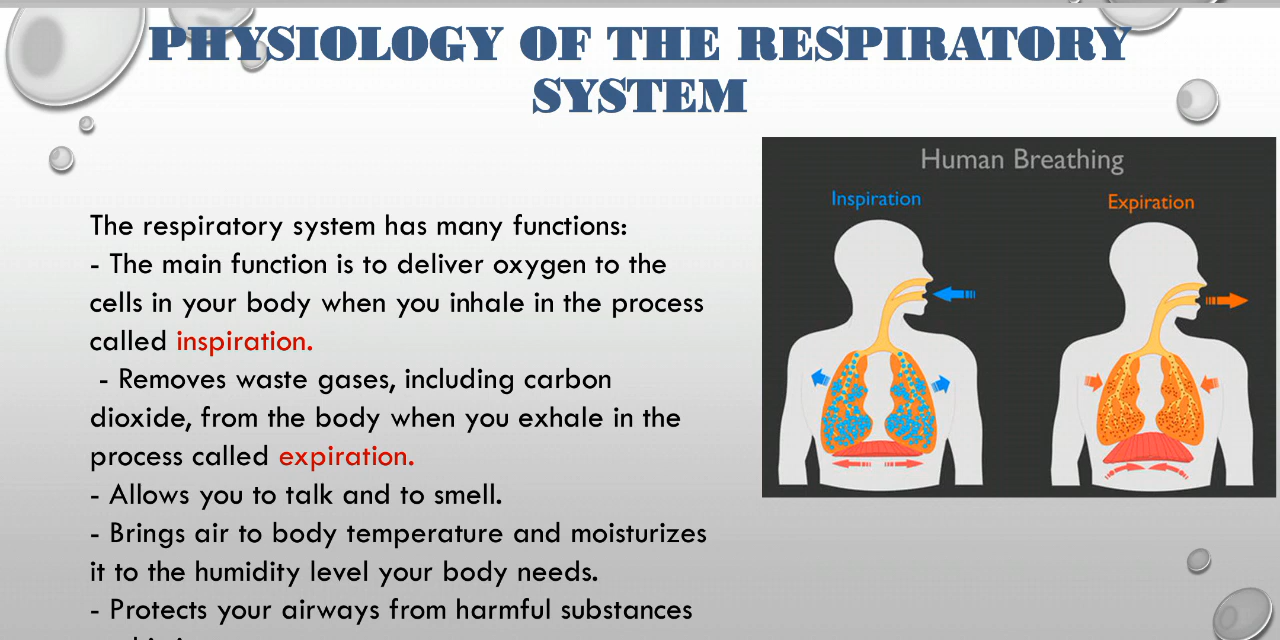 PHYSIOLOGY OF THE RESPIRATORY
SYSTEM
The respiratory system has many functions:
- The main function is to deliver oxygen to the
cells in your body when you inhale in the process
called inspiration.
- Removes waste gases, including carbon
dioxide, from the body when you exhale in the
process called expiration.
- Allows you to talk and to smell.
- Brings air to body temperature and moisturizes
it to the humidity level your body needs.
- Protects your airways from harmful substances
Human Breathing
Inspiration
Expiration